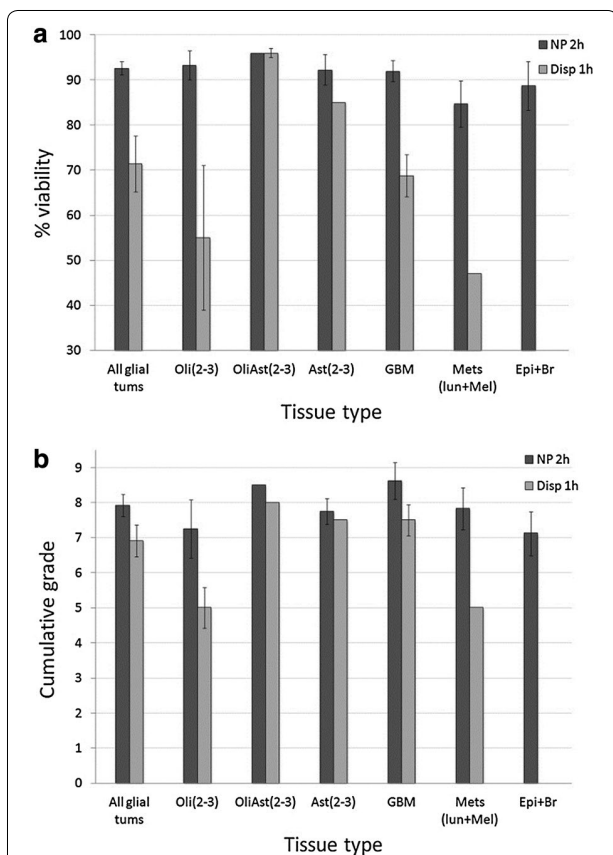 a
100
90
80
70
60
50
40
30
% viability
NP 2h
Disp 1h
All glial tums
Oli(2-3)
OliAst(2-3)
Ast(2-3)
GBM
Mets (lun+Mel)
Epi+Br
Tissue type
b
9
8
7
6
5
4
3
2
1
0
Cumulative grade
NP 2h
Disp 1h
All glial tums
Oli(2-3)
OliAst(2-3)
Ast(2-3)
GBM
Mets (lun+Mel)
Epi+Br
Tissue type